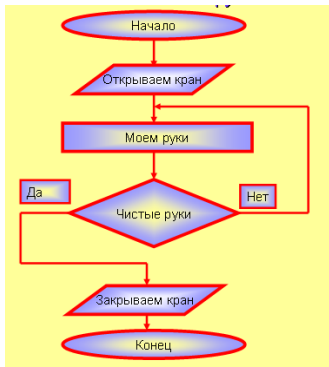 Начало
Открываем кран
Моем руки
Да
Нет
Чистые руки
Закрываем кран
Конец